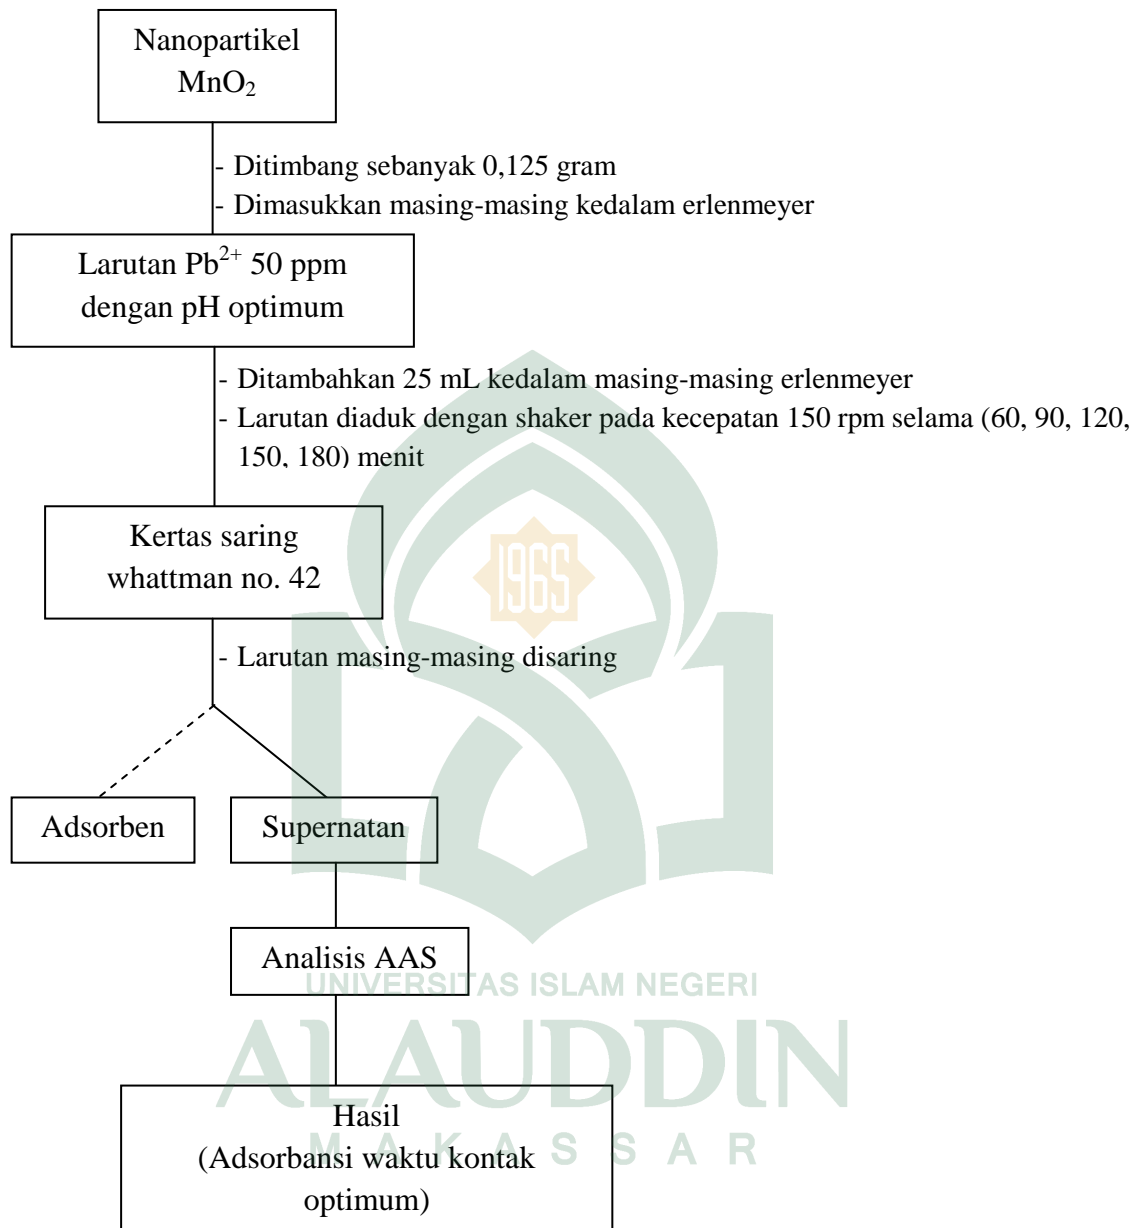 Nanopartikel
MnO₂
- Ditimbang sebanyak 0,125 gram
- Dimasukkan masing-masing kedalam erlenmeyer
Larutan Pb²⁺ 50 ppm
dengan pH optimum
- Ditambahkan 25 mL kedalam masing-masing erlenmeyer
- Larutan diaduk dengan shaker pada kecepatan 150 rpm selama (60, 90, 120,
150, 180) menit
Kertas saring
whattman no. 42
1965
- Larutan masing-masing disaring
Adsorben
Supernatan
Analisis AAS
UNIVERSITAS ISLAM NEGERI
ALAUDDIN
MAKASSAR
Hasil
(Adsorbansi waktu kontak
optimum)